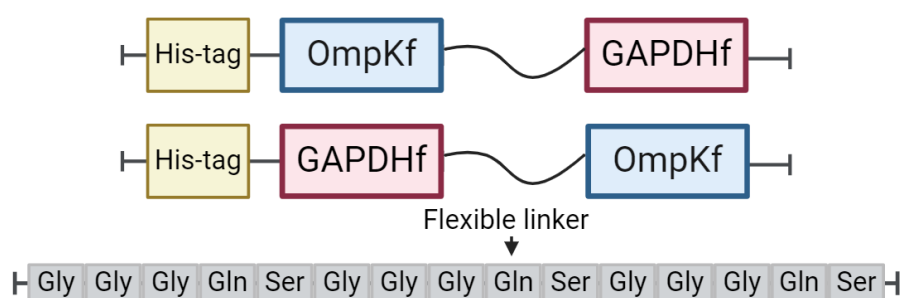 His-tag OmpKf GAPDHf
His-tag GAPDHf OmpKf
Flexible linker
Gly Gly Gly Gln Ser Gly Gly Gly Gln Ser Gly Gly Gly Gln Ser